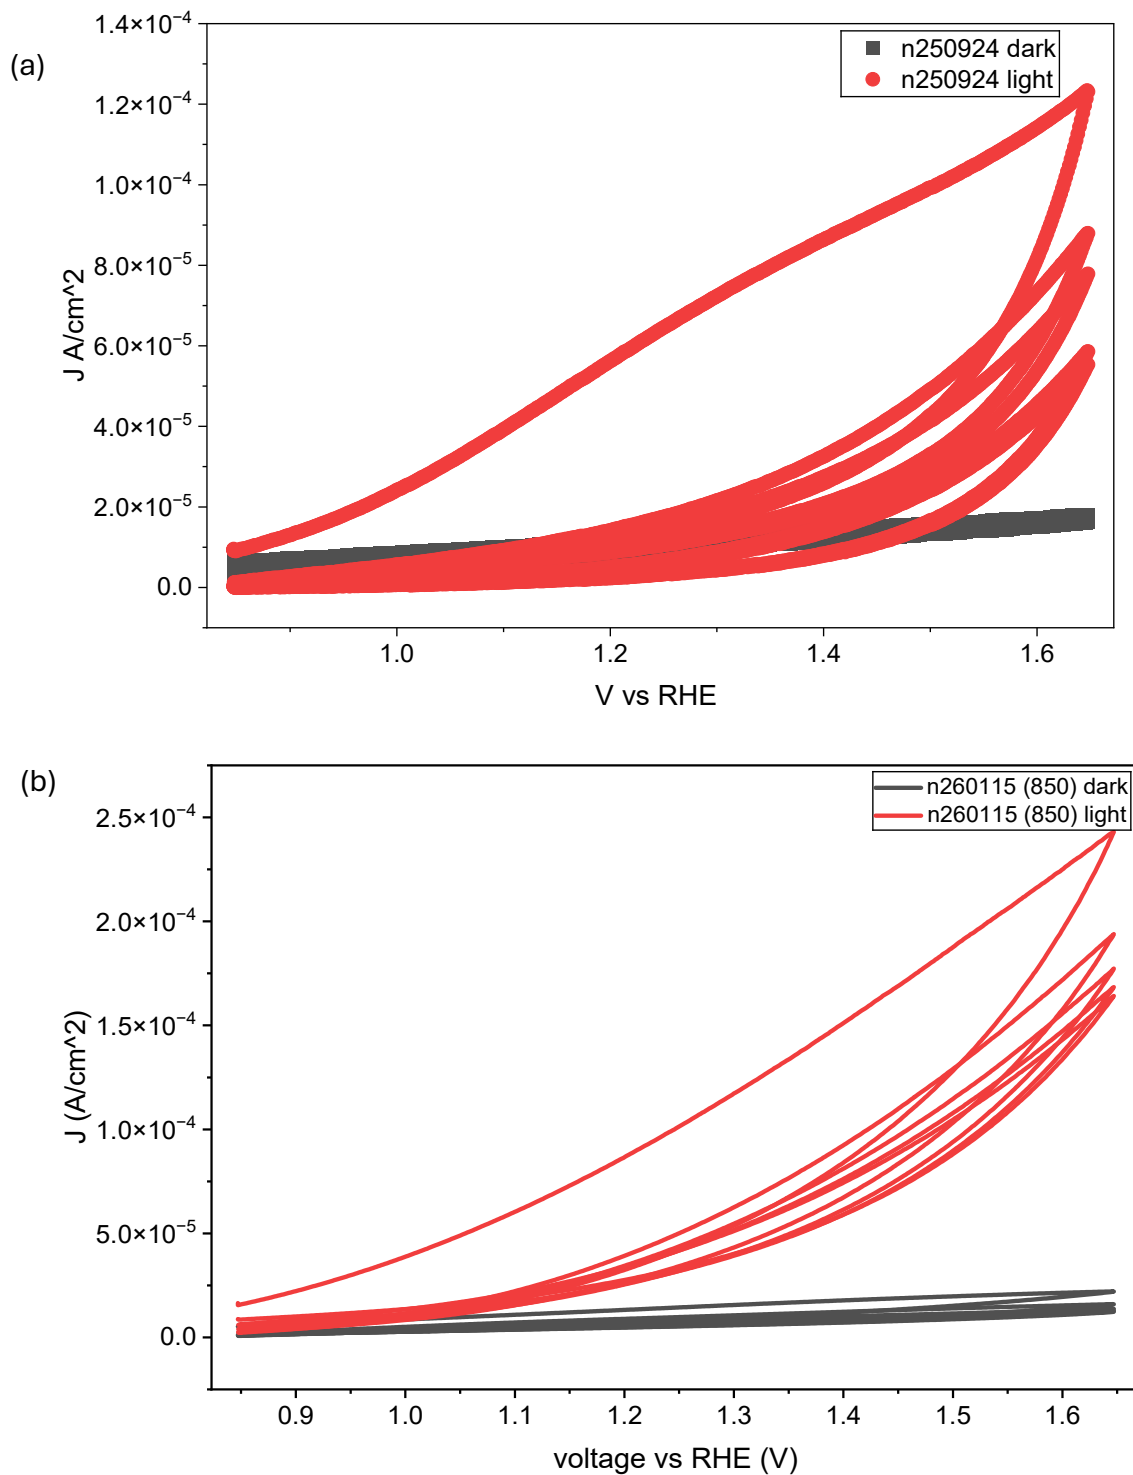 (a)
n250924 dark
n250924 light
1.4×10⁻⁴
1.2×10⁻⁴
1.0×10⁻⁴
8.0×10⁻⁵
6.0×10⁻⁵
4.0×10⁻⁵
2.0×10⁻⁵
0.0
J A/cm^2
1.0 1.2 1.4 1.6
V vs RHE
(b)
n260115 (850) dark
n260115 (850) light
2.5×10⁻⁴
2.0×10⁻⁴
1.5×10⁻⁴
1.0×10⁻⁴
5.0×10⁻⁵
0.0
J (A/cm^2)
0.9 1.0 1.1 1.2 1.3 1.4 1.5 1.6
voltage vs RHE (V)